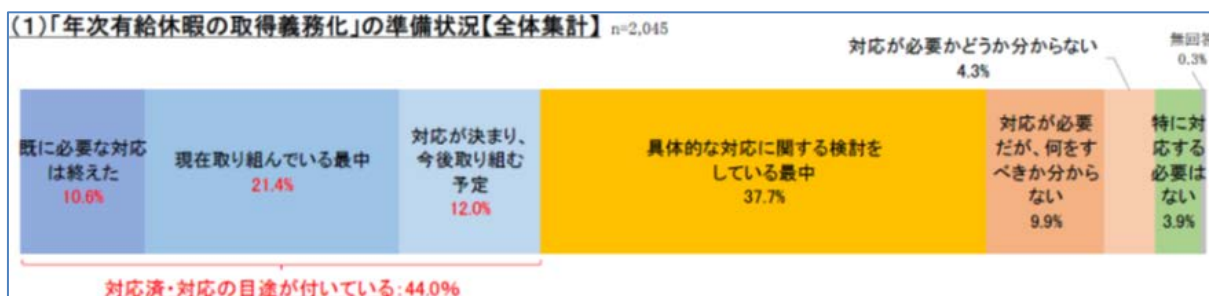 (1)「年次有給休暇の取得義務化」の準備状況【全体集計】 n=2,045
対応が必要かどうか分からない
4.3%
無回答
0.3%
既に必要な対応
は終えた
10.6%
現在取り組んでいる最中
21.4%
対応が決まり、
今後取り組む
予定
12.0%
具体的な対応に関する検討を
している最中
37.7%
対応が必要
だが、何をす
べきか分から
ない
9.9%
特に対
応する
必要は
ない
3.9%
対応済・対応の目途が付いている:44.0%